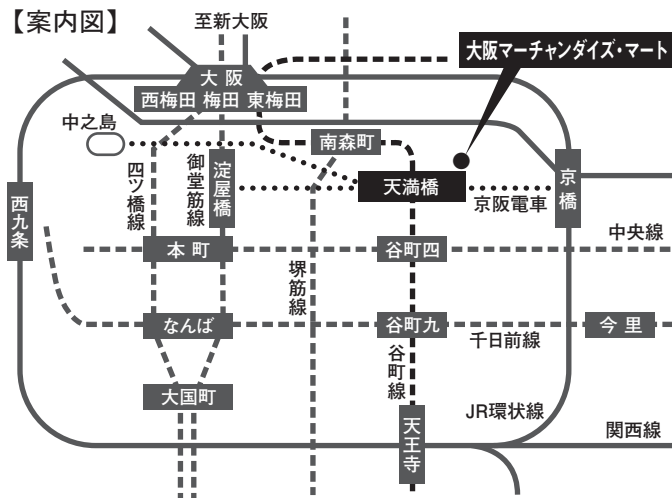 【案内図】
至新大阪
大阪マーチャンダイズ・マート
大阪
西梅田 梅田 東梅田
中之島
南森町
四ツ橋線
御堂筋線
淀屋橋
天満橋
京阪電車
京橋
西九条
本町
谷町四
中央線
堺筋線
なんば
谷町九
千日前線
今里
谷町線
大国町
JR環状線
天王寺
関西線